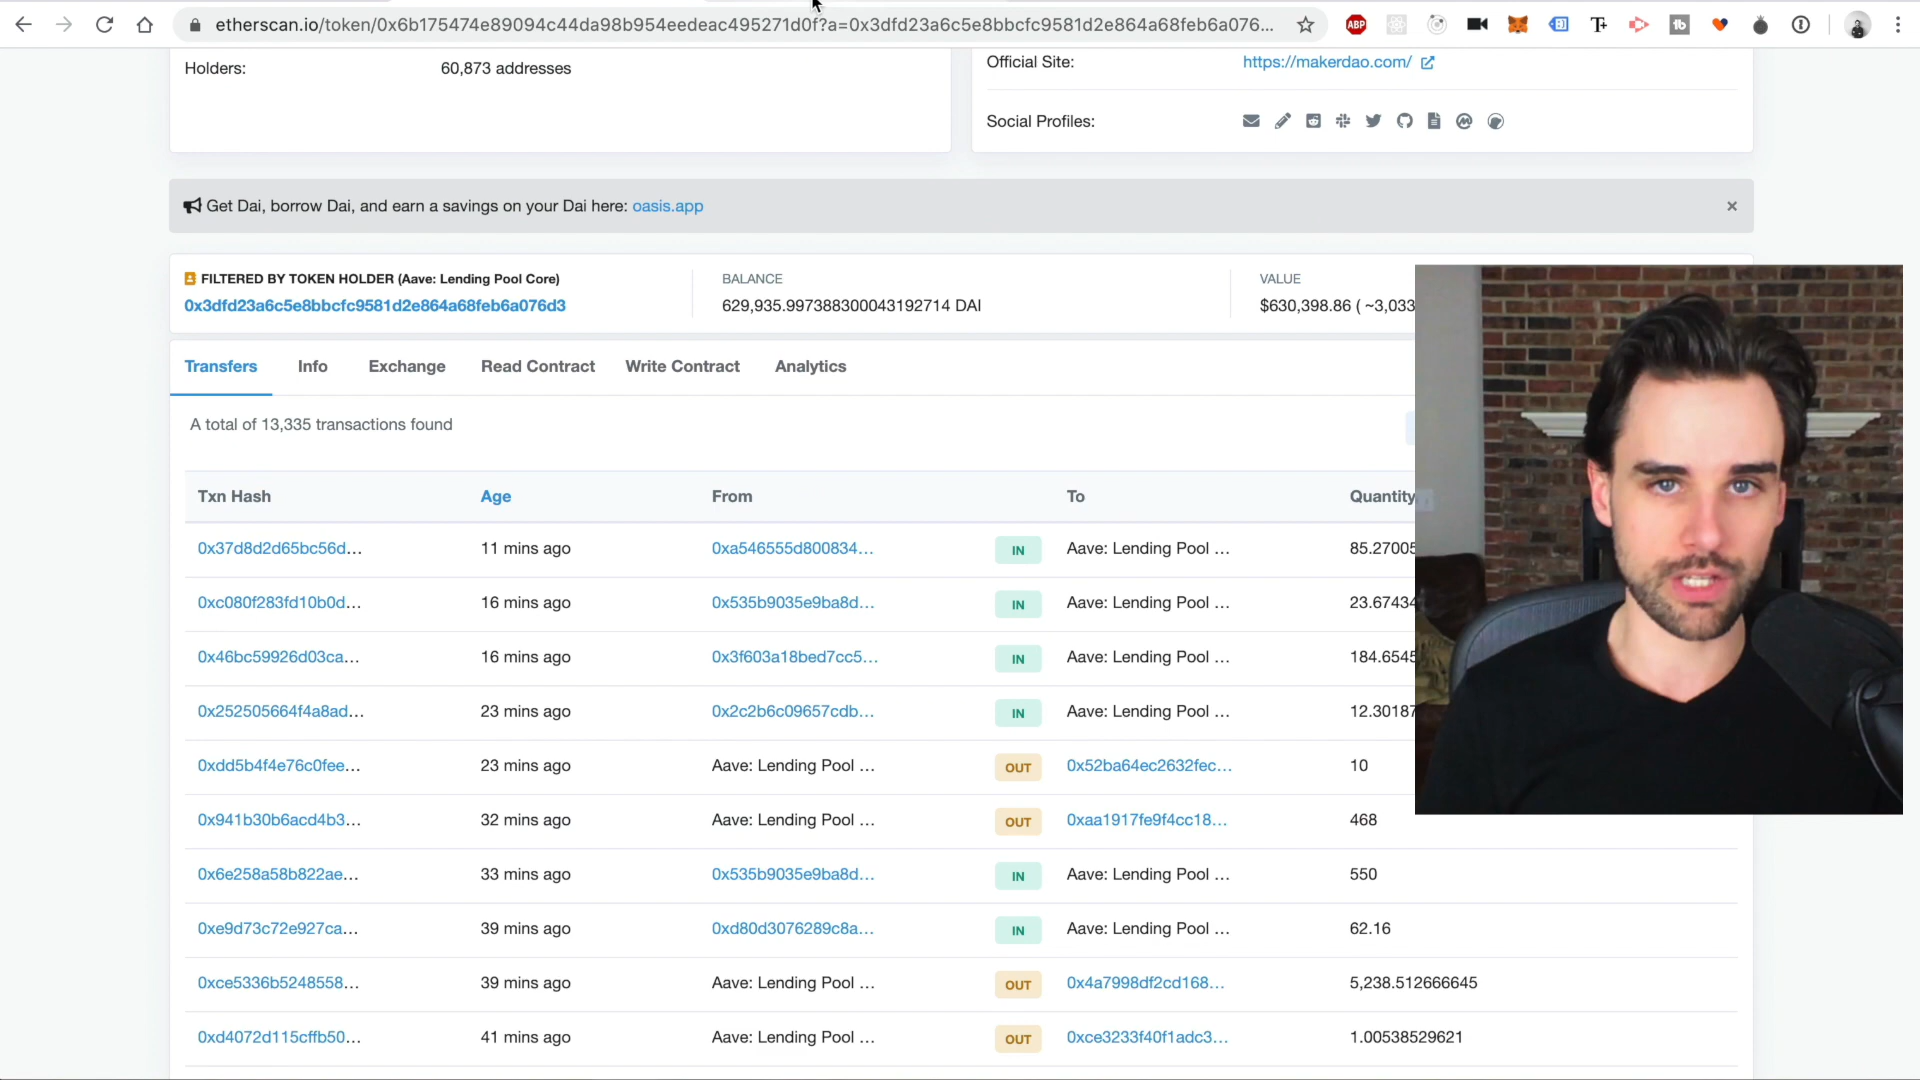 etherscan.io/token/0x6b175474e89094c44da98b954eedeac495271d0f?a=0x3dfd23a6c5e8bbcfc9581d2e864a68feb6a076...
ABP
Holders: 60,873 addresses
Official Site: https://makerdao.com/
Social Profiles:
Get Dai, borrow Dai, and earn a savings on your Dai here: oasis.app ×
FILTERED BY TOKEN HOLDER (Aave: Lending Pool Core)
0x3dfd23a6c5e8bbcfc9581d2e864a68feb6a076d3
BALANCE
629,935.997388300043192714 DAI
VALUE
$630,398.86 ( ~3,033
Transfers Info Exchange Read Contract Write Contract Analytics
A total of 13,335 transactions found
Txn Hash Age From To Quantity
0x37d8d2d65bc56d... 11 mins ago 0xa546555d800834... IN Aave: Lending Pool ... 85.27005
0xc080f283fd10b0d... 16 mins ago 0x535b9035e9ba8d... IN Aave: Lending Pool ... 23.67434
0x46bc59926d03ca... 16 mins ago 0x3f603a18bed7cc5... IN Aave: Lending Pool ... 184.6545
0x252505664f4a8ad... 23 mins ago 0x2c2b6c09657cdb... IN Aave: Lending Pool ... 12.30187
0xdd5b4f4e76c0fee... 23 mins ago Aave: Lending Pool ... OUT 0x52ba64ec2632fec... 10
0x941b30b6acd4b3... 32 mins ago Aave: Lending Pool ... OUT 0xaa1917fe9f4cc18... 468
0x6e258a58b822ae... 33 mins ago 0x535b9035e9ba8d... IN Aave: Lending Pool ... 550
0xe9d73c72e927ca... 39 mins ago 0xd80d3076289c8a... IN Aave: Lending Pool ... 62.16
0xce5336b5248558... 39 mins ago Aave: Lending Pool ... OUT 0x4a7998df2cd168... 5,238.512666645
0xd4072d115cffb50... 41 mins ago Aave: Lending Pool ... OUT 0xce3233f40f1adc3... 1.00538529621